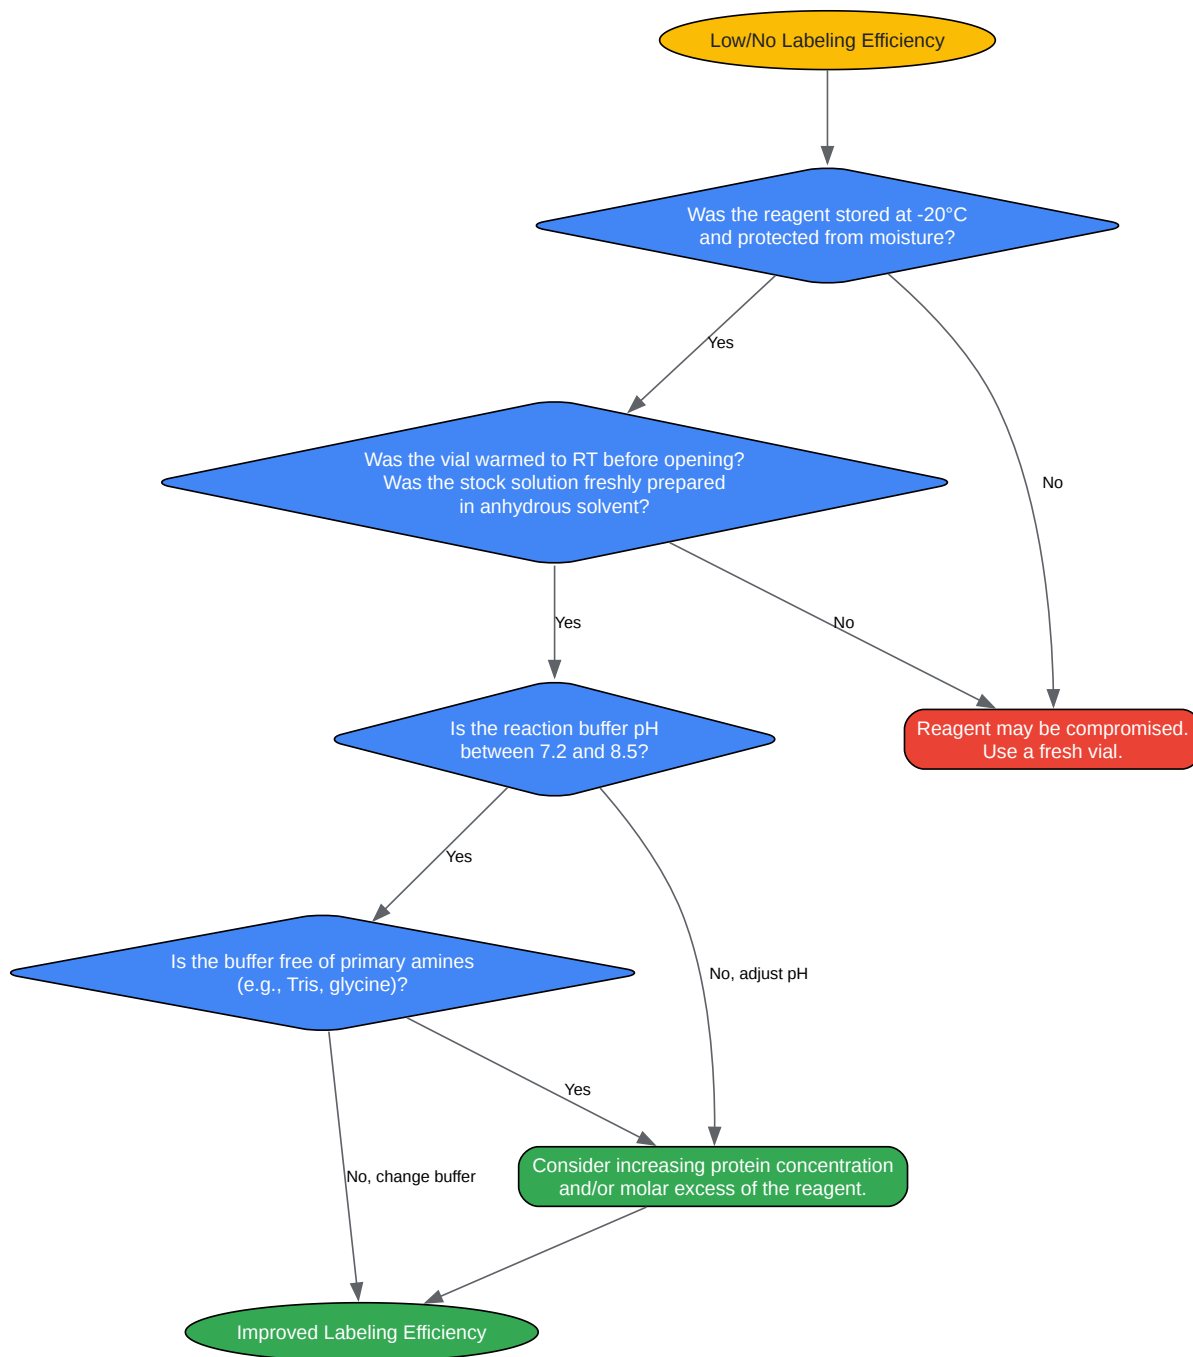 Low/No Labeling Efficiency
Was the reagent stored at -20°C
and protected from moisture?
Yes
No
Was the vial warmed to RT before opening?
Was the stock solution freshly prepared
in anhydrous solvent?
Yes
No
Is the reaction buffer pH
between 7.2 and 8.5?
Reagent may be compromised.
Use a fresh vial.
Yes
No, adjust pH
Is the buffer free of primary amines
(e.g., Tris, glycine)?
Yes
No, change buffer
Consider increasing protein concentration
and/or molar excess of the reagent.
Improved Labeling Efficiency